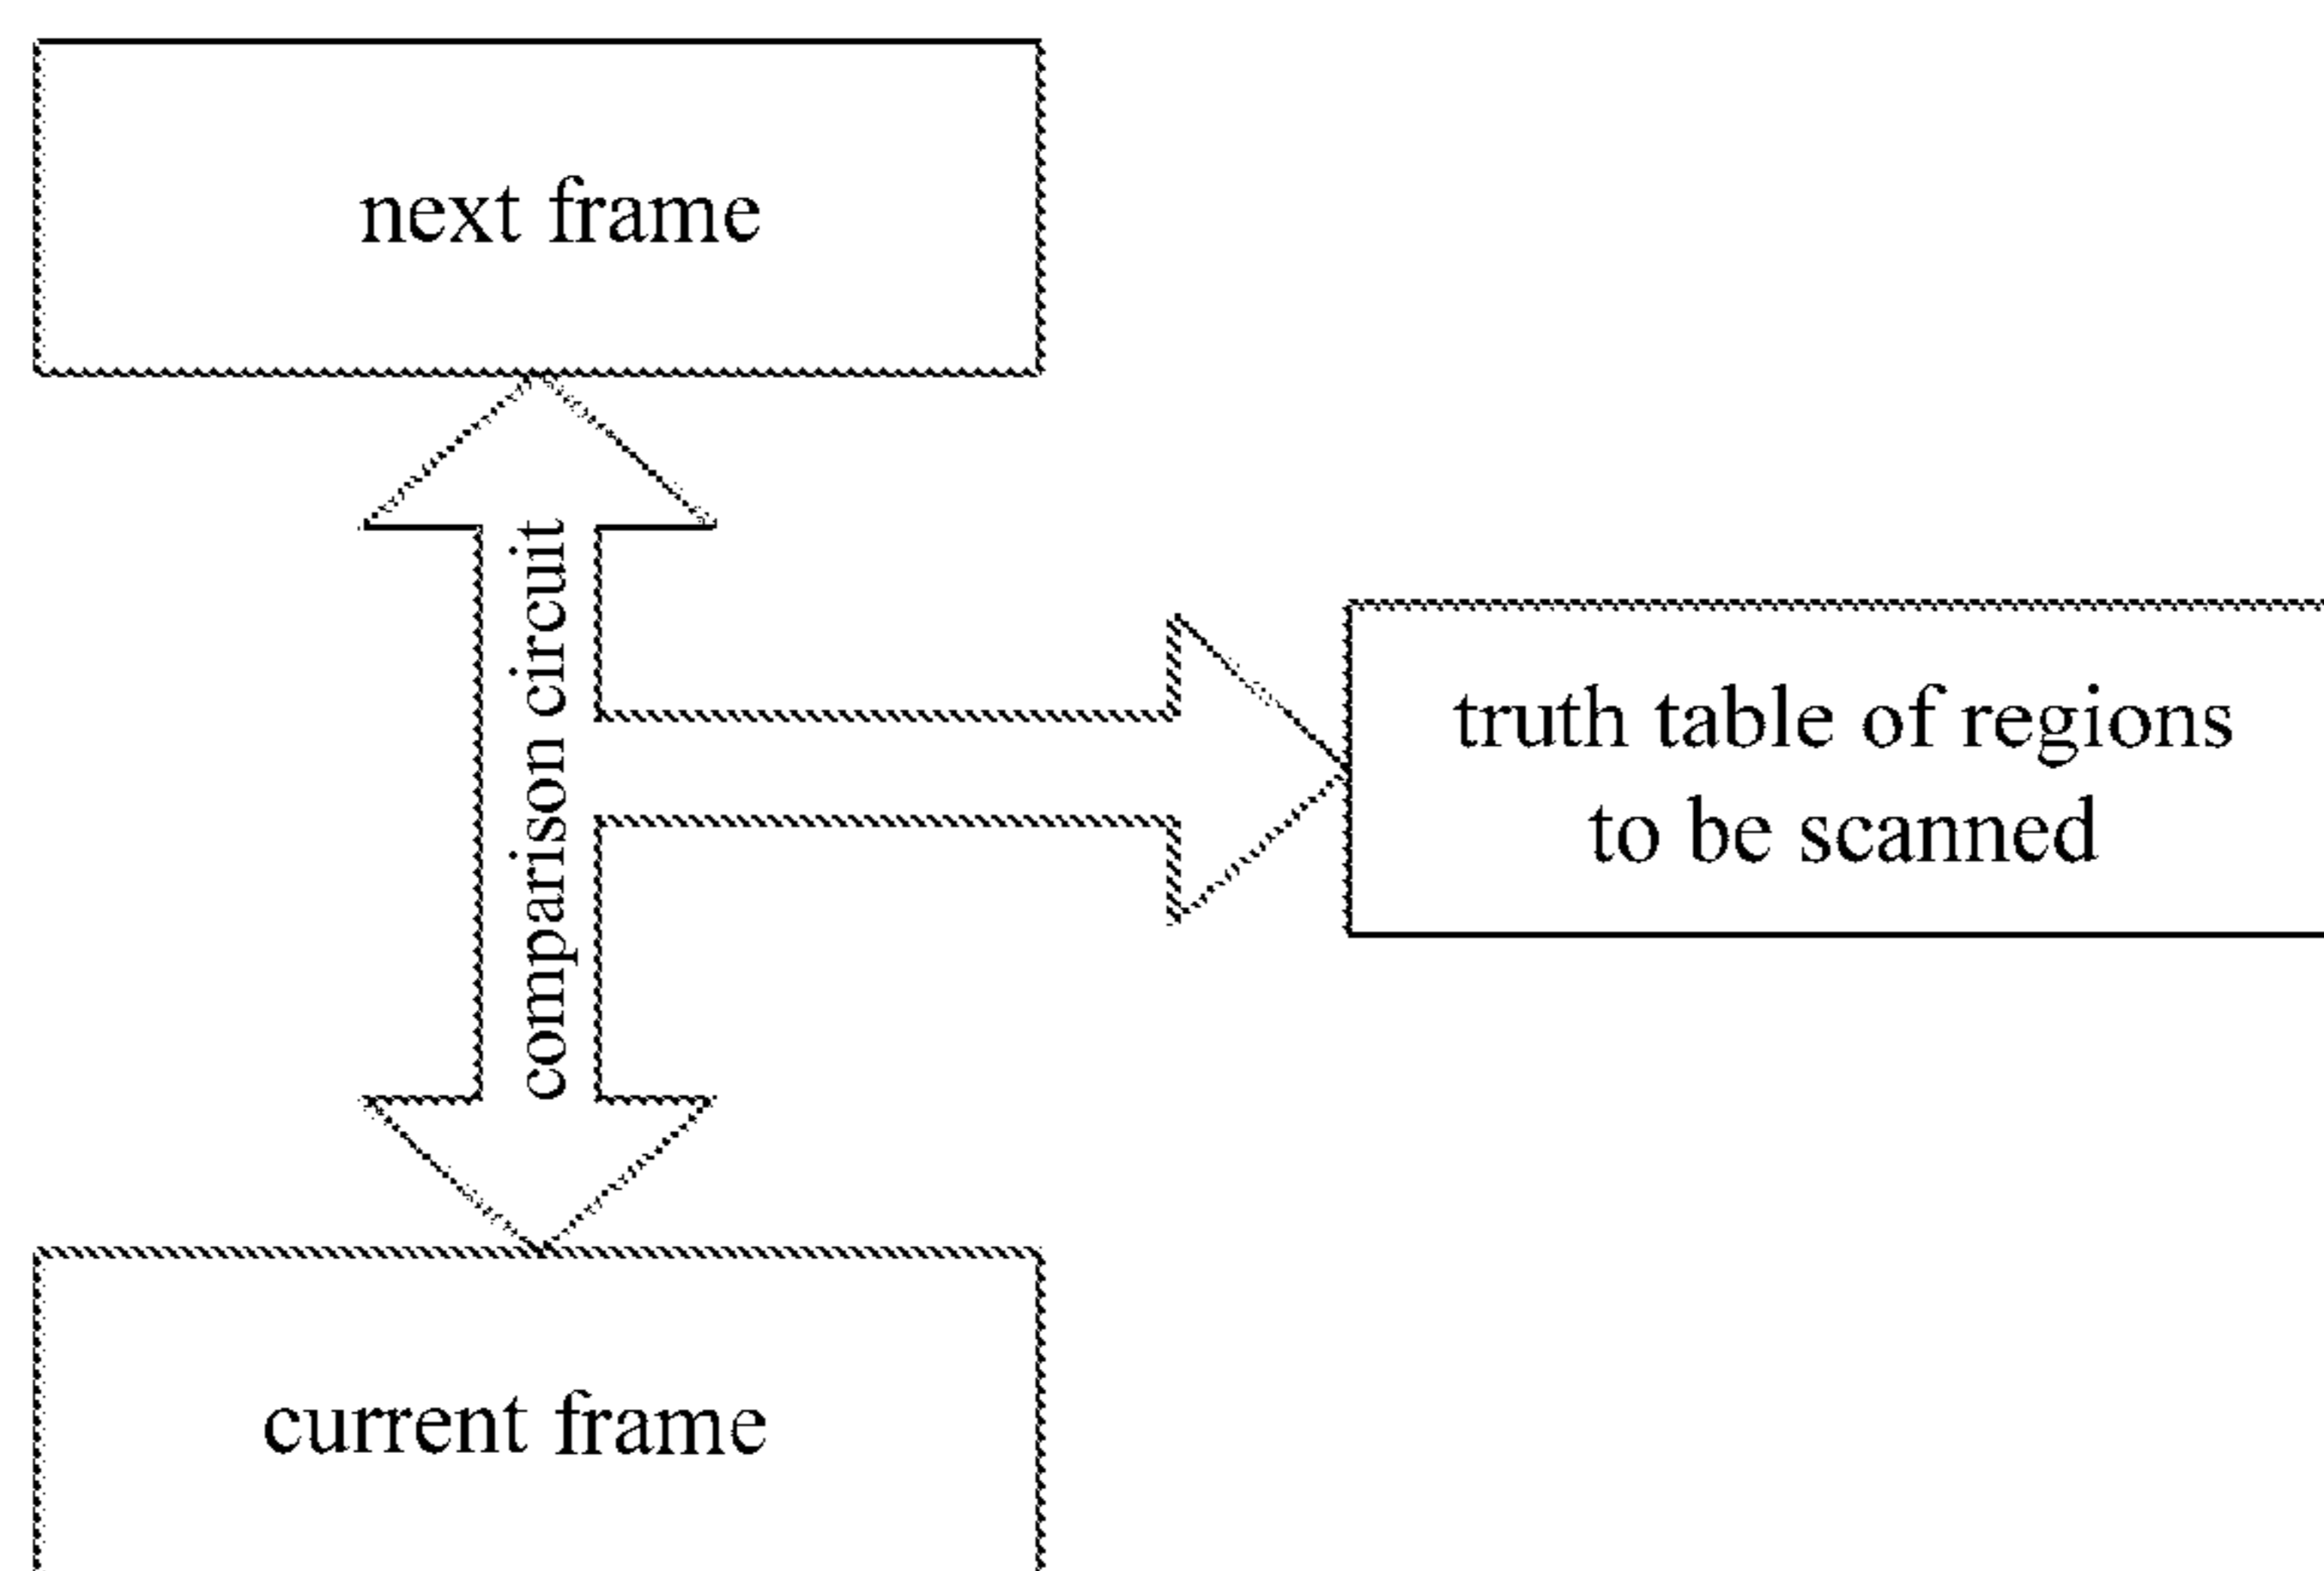 next frame
comparison circuit
truth table of regions
to be scanned
current frame